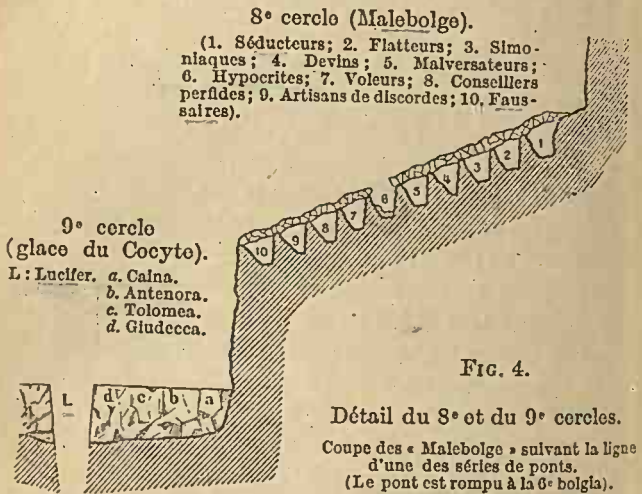 8e cercle (Malebolge).
(1. Séducteurs; 2. Flatteurs; 3. Simo-
niaques; 4. Devins; 5. Malversateurs;
6. Hypocrites; 7. Voleurs; 8. Conseillers
perfides; 9. Artisans de discordes; 10. Faus-
saires).
1
2
3
4
5
6
7
8
9
10
9e cercle
(glace du Cocyte).
L : Lucifer. a. Caïna.
b. Antenora.
c. Tolomea.
d. Giudecca.
L d c b a
FIG. 4.
Détail du 8e et du 9e cercles.
Coupe des « Malebolge » suivant la ligne
d'une des séries de ponts.
(Le pont est rompu à la 6e bolgia).